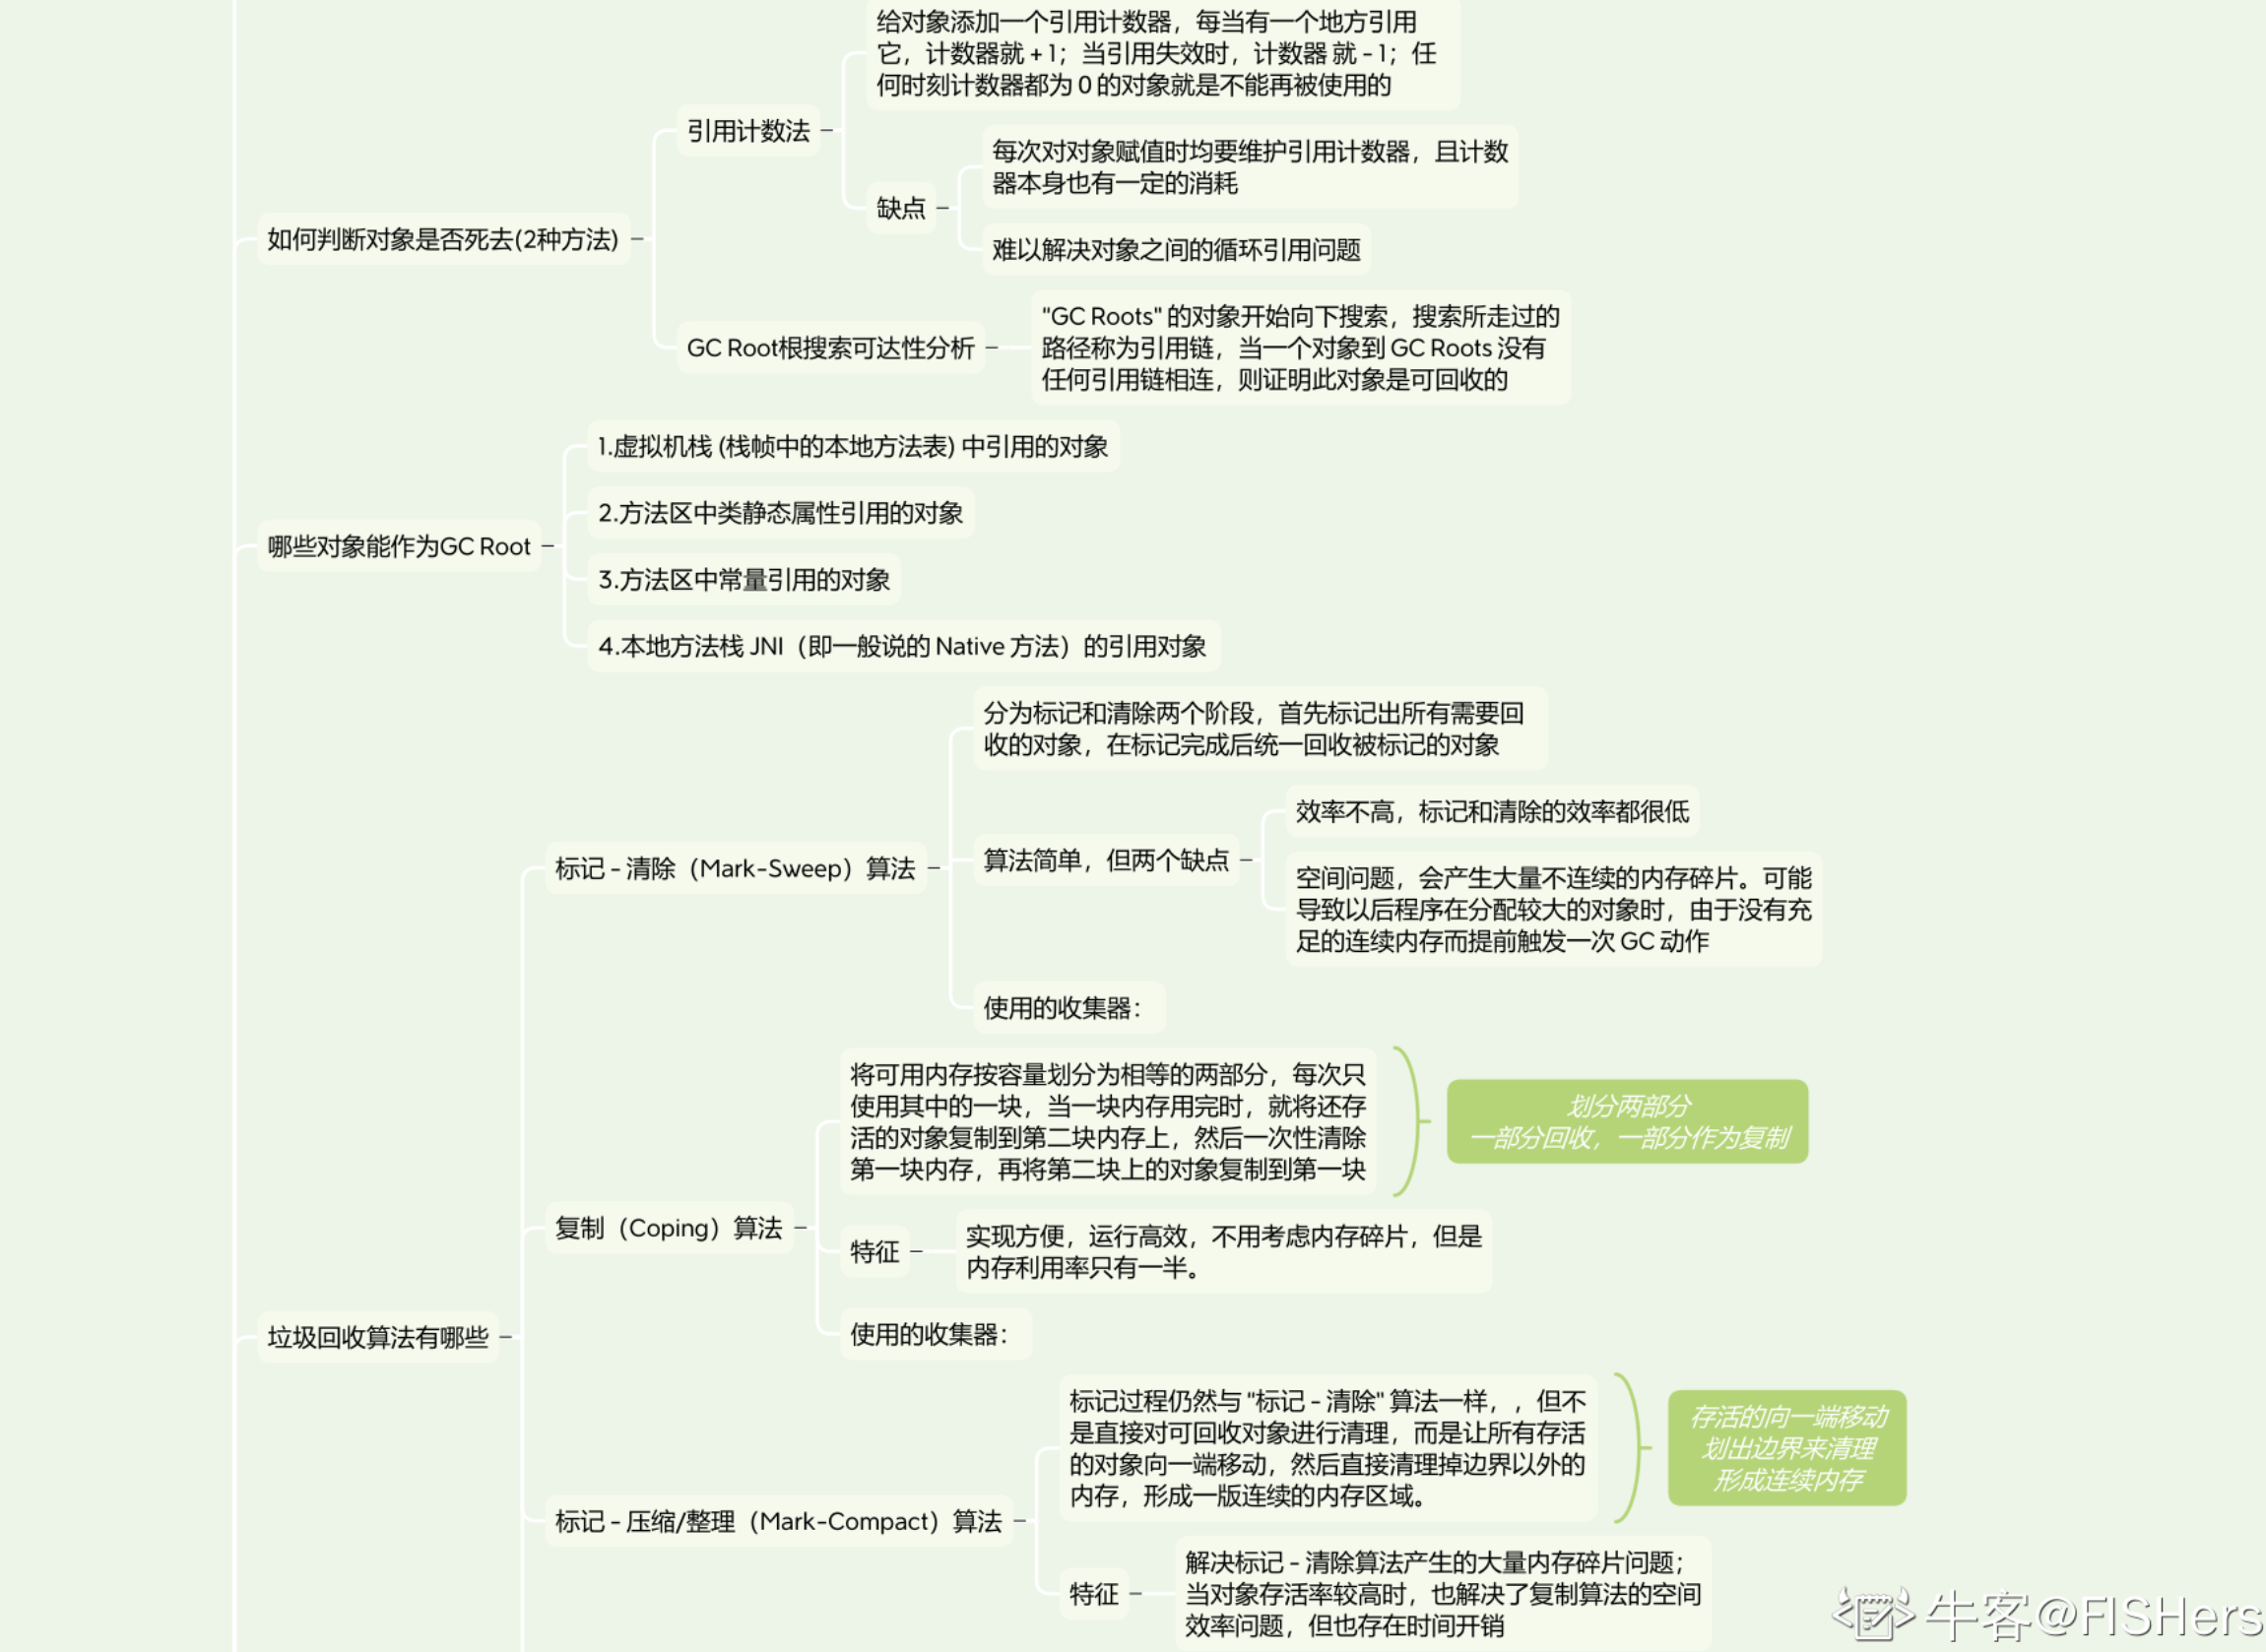 给对象添加一个引用计数器，每当有一个地方引用
它，计数器就 + 1；当引用失效时，计数器 就 - 1；任
何时刻计数器都为 0 的对象就是不能再被使用的
引用计数法
每次对对象赋值时均要维护引用计数器，且计数
器本身也有一定的消耗
缺点
难以解决对象之间的循环引用问题
如何判断对象是否死去(2种方法)
"GC Roots" 的对象开始向下搜索，搜索所走过的
路径称为引用链，当一个对象到 GC Roots 没有
任何引用链相连，则证明此对象是可回收的
GC Root根搜索可达性分析
1.虚拟机栈 (栈帧中的本地方法表) 中引用的对象
2.方法区中类静态属性引用的对象
哪些对象能作为GC Root
3.方法区中常量引用的对象
4.本地方法栈 JNI（即一般说的 Native 方法）的引用对象
分为标记和清除两个阶段，首先标记出所有需要回
收的对象，在标记完成后统一回收被标记的对象
标记 - 清除（Mark-Sweep）算法
算法简单，但两个缺点
效率不高，标记和清除的效率都很低
空间问题，会产生大量不连续的内存碎片。可能
导致以后程序在分配较大的对象时，由于没有充
足的连续内存而提前触发一次 GC 动作
使用的收集器：
将可用内存按容量划分为相等的两部分，每次只
使用其中的一块，当一块内存用完时，就将还存
活的对象复制到第二块内存上，然后一次性清除
第一块内存，再将第二块上的对象复制到第一块
划分两部分
一部分回收，一部分作为复制
复制（Coping）算法
特征
实现方便，运行高效，不用考虑内存碎片，但是
内存利用率只有一半。
使用的收集器：
垃圾回收算法有哪些
标记过程仍然与 "标记 - 清除" 算法一样，，但不
是直接对可回收对象进行清理，而是让所有存活
的对象向一端移动，然后直接清理掉边界以外的
内存，形成一版连续的内存区域。
存活的向一端移动
划出边界来清理
形成连续内存
标记 - 压缩/整理（Mark-Compact）算法
特征
解决标记 - 清除算法产生的大量内存碎片问题；
当对象存活率较高时，也解决了复制算法的空间
效率问题，但也存在时间开销
牛客@FISHers